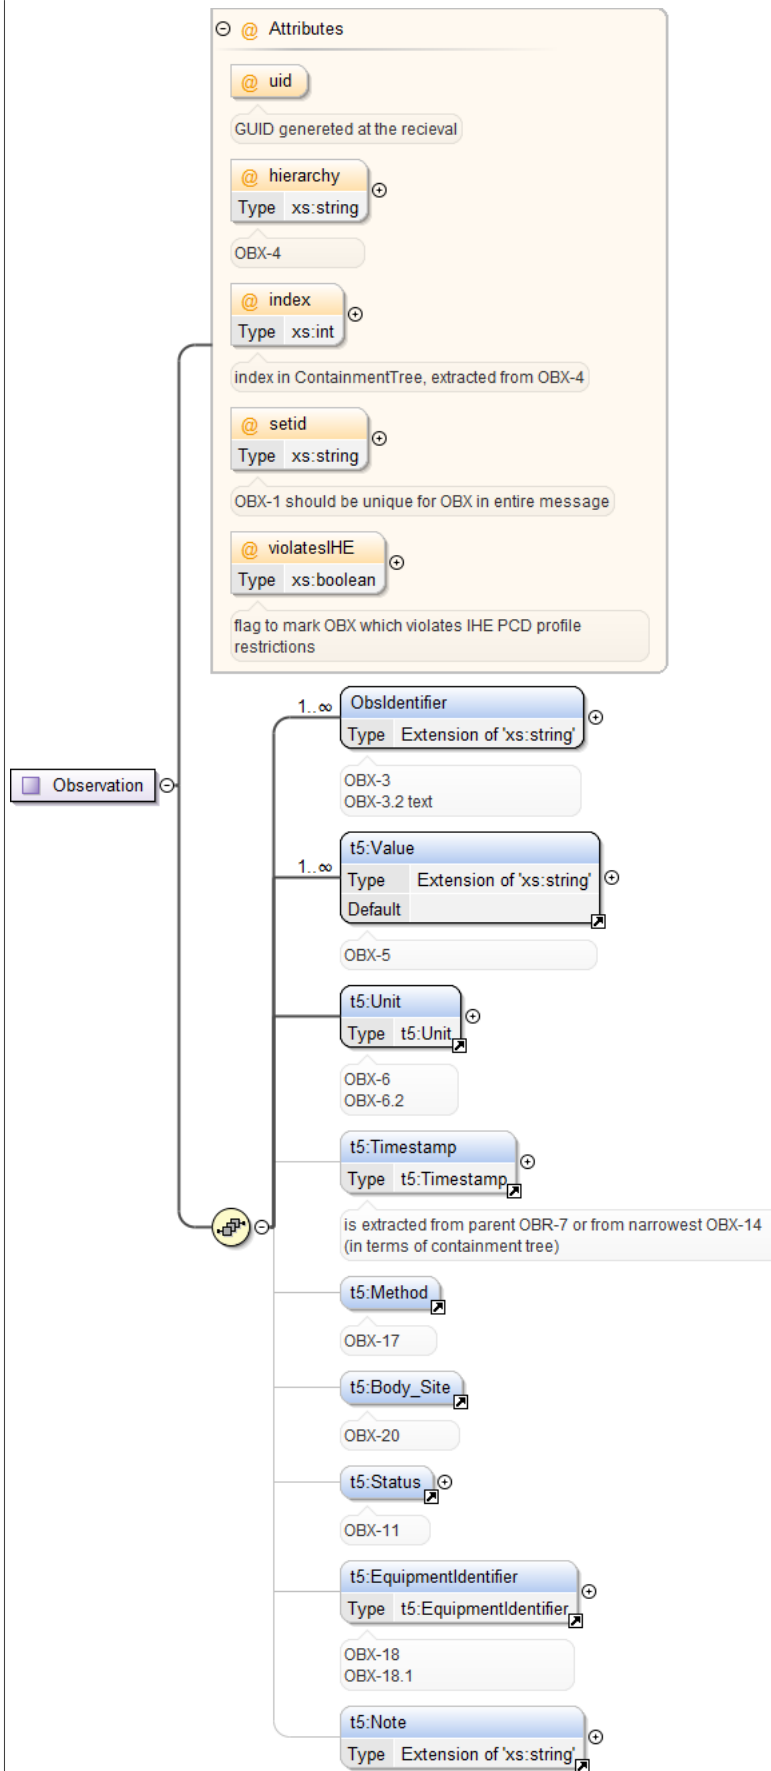 @ Attributes
@ uid
GUID genereted at the recieval
@ hierarchy
Type xs:string
OBX-4
@ index
Type xs:int
index in ContainmentTree, extracted from OBX-4
@ setid
Type xs:string
OBX-1 should be unique for OBX in entire message
@ violatesIHE
Type xs:boolean
flag to mark OBX which violates IHE PCD profile
restrictions
1..∞
ObsIdentifier
Type Extension of 'xs:string'
Observation
OBX-3
OBX-3.2 text
t5:Value
1..∞
Type Extension of 'xs:string'
Default
OBX-5
t5:Unit
Type t5:Unit
OBX-6
OBX-6.2
t5:Timestamp
Type t5:Timestamp
is extracted from parent OBR-7 or from narrowest OBX-14
(in terms of containment tree)
t5:Method
OBX-17
t5:Body_Site
OBX-20
t5:Status
OBX-11
t5:EquipmentIdentifier
Type t5:EquipmentIdentifier
OBX-18
OBX-18.1
t5:Note
Type Extension of 'xs:string'